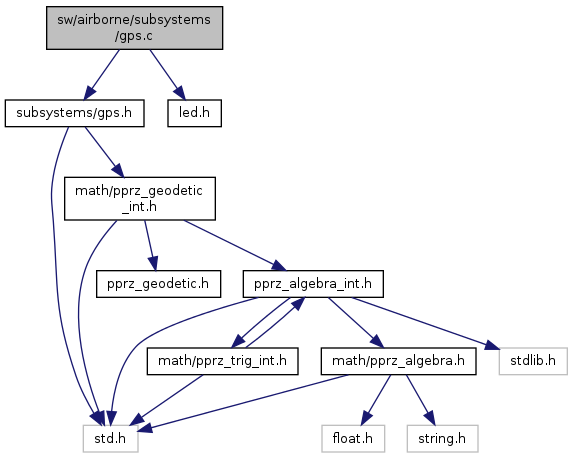 sw/airborne/subsystems
/gps.c
subsystems/gps.h
led.h
math/pprz_geodetic
_int.h
pprz_geodetic.h
pprz_algebra_int.h
math/pprz_trig_int.h
math/pprz_algebra.h
stdlib.h
std.h
float.h
string.h